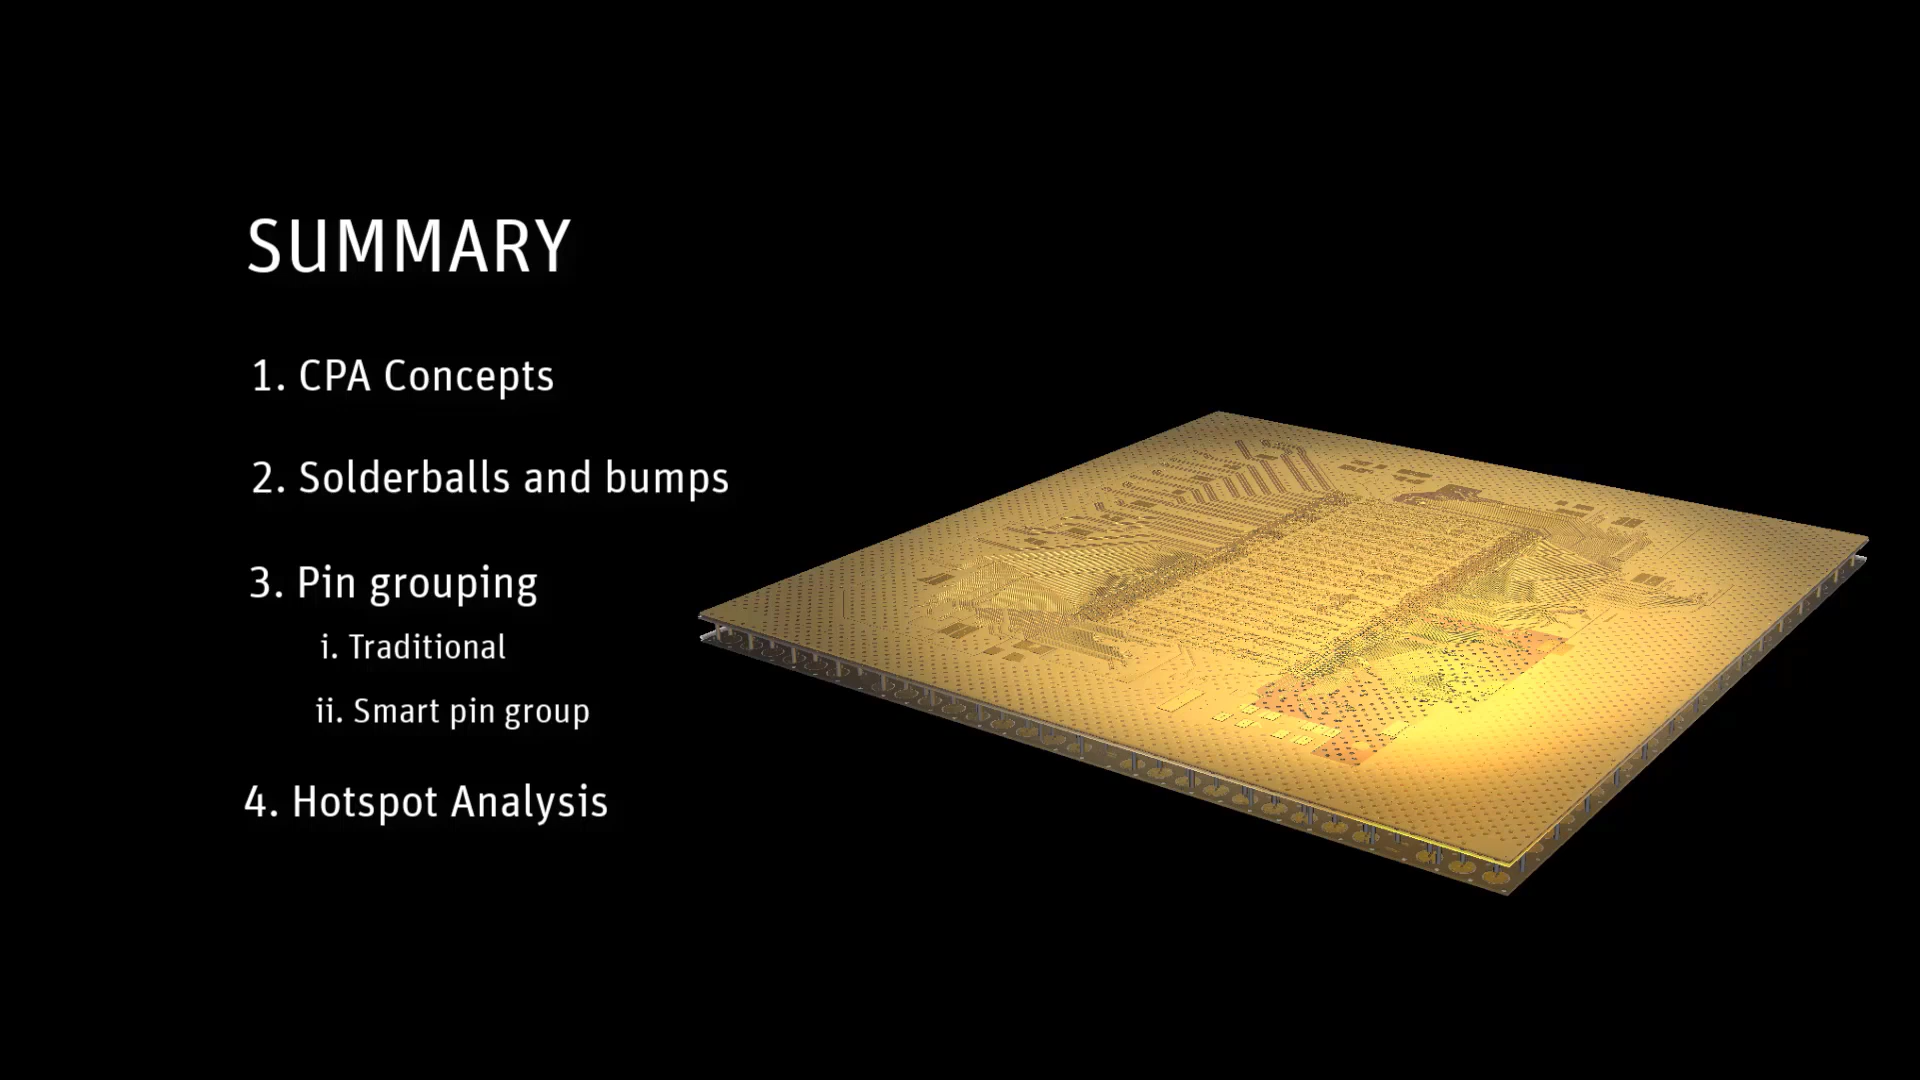 SUMMARY
1. CPA Concepts
2. Solderballs and bumps
3. Pin grouping
i. Traditional
ii. Smart pin group
4. Hotspot Analysis